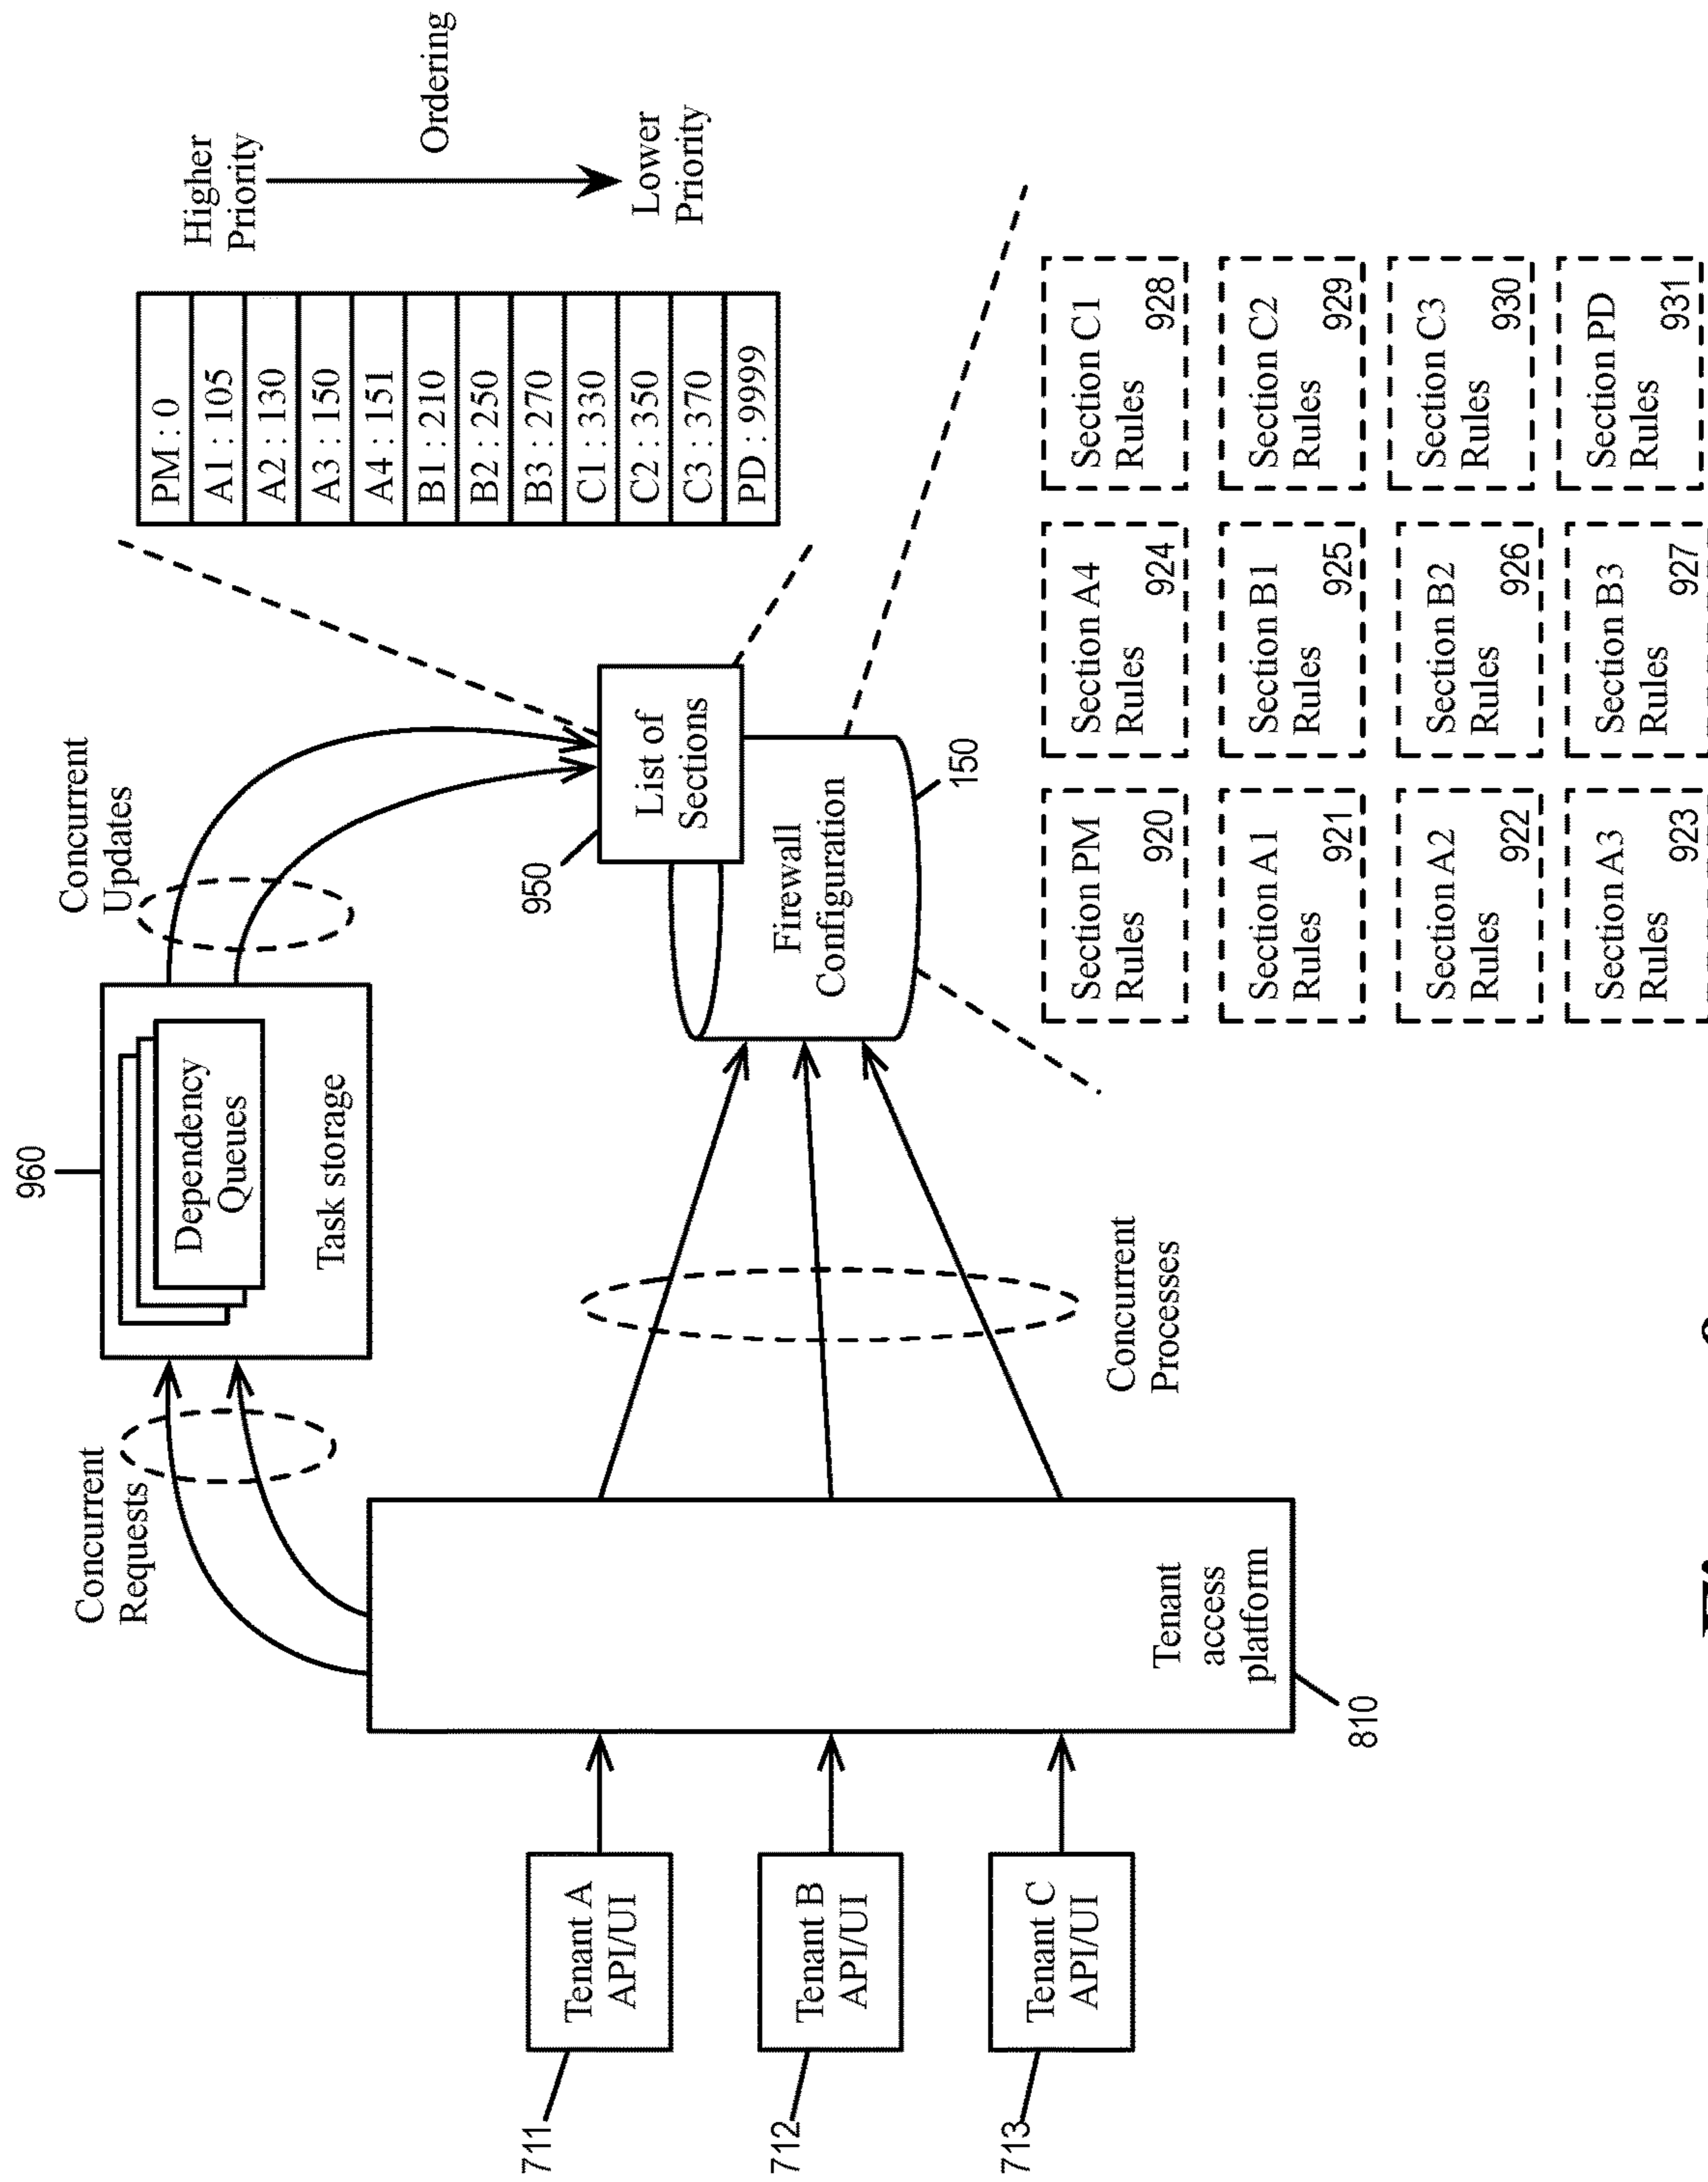 960
Concurrent
Requests
Dependency
Queues
Task storage
Concurrent
Updates
Higher
Priority
Ordering
Lower
Priority
PM : 0
A1 : 105
A2 : 130
A3 : 150
A4 : 151
B1 : 210
B2 : 250
B3 : 270
C1 : 330
C2 : 350
C3 : 370
PD : 9999
711
Tenant A
API/UI
712
Tenant B
API/UI
713
Tenant C
API/UI
Tenant
access
platform
810
Concurrent
Processes
950
List of
Sections
Firewall
Configuration
150
Section PM
Rules
920
Section A4
Rules
924
Section C1
Rules
928
Section A1
Rules
921
Section B1
Rules
925
Section C2
Rules
929
Section A2
Rules
922
Section B2
Rules
926
Section C3
Rules
930
Section A3
Rules
923
Section B3
Rules
927
Section PD
Rules
931